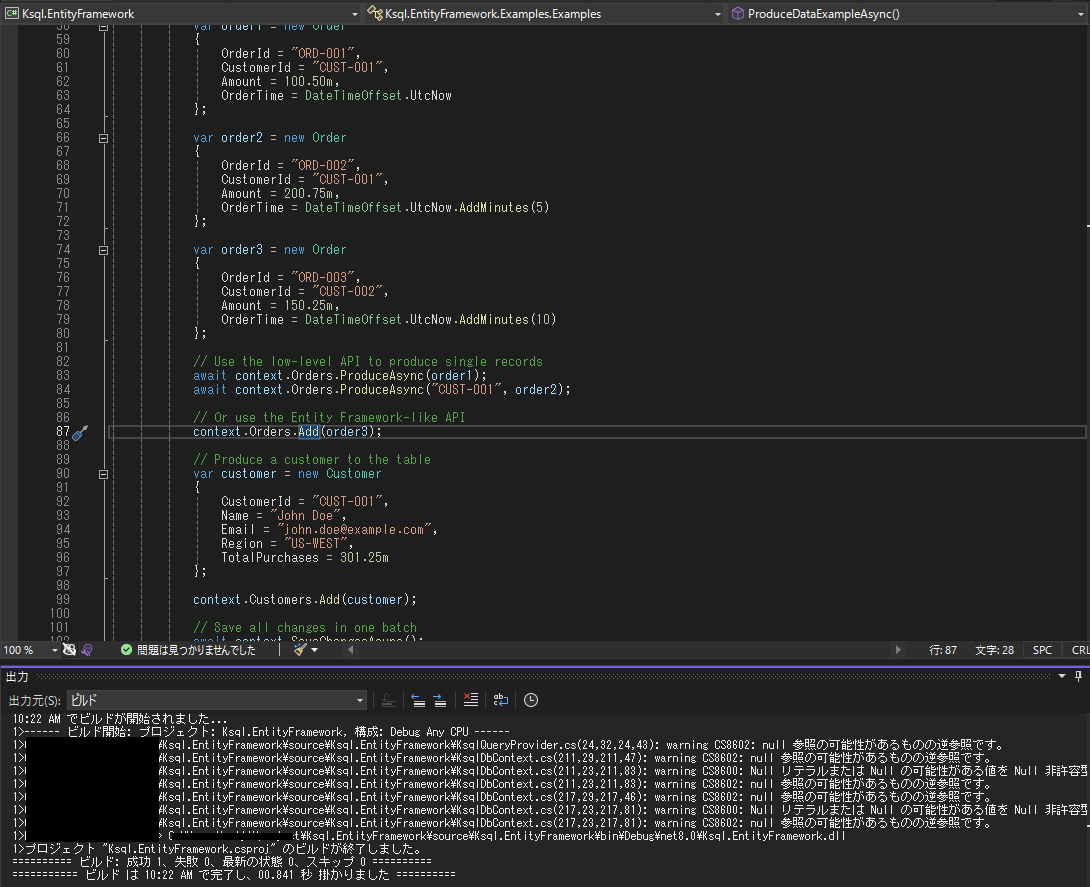 Ksql.EntityFramework
Ksql.EntityFramework.Examples.Examples
ProduceDataExampleAsync()
58 var order1 = new Order
59 {
60 OrderId = "ORD-001",
61 CustomerId = "CUST-001",
62 Amount = 100.50m,
63 OrderTime = DateTimeOffset.UtcNow
64 };
65
66 var order2 = new Order
67 {
68 OrderId = "ORD-002",
69 CustomerId = "CUST-001",
70 Amount = 200.75m,
71 OrderTime = DateTimeOffset.UtcNow.AddMinutes(5)
72 };
73
74 var order3 = new Order
75 {
76 OrderId = "ORD-003",
77 CustomerId = "CUST-002",
78 Amount = 150.25m,
79 OrderTime = DateTimeOffset.UtcNow.AddMinutes(10)
80 };
81
82 // Use the low-level API to produce single records
83 await context.Orders.ProduceAsync(order1);
84 await context.Orders.ProduceAsync("CUST-001", order2);
85
86 // Or use the Entity Framework-like API
87 context.Orders.Add(order3);
88
89 // Produce a customer to the table
90 var customer = new Customer
91 {
92 CustomerId = "CUST-001",
93 Name = "John Doe",
94 Email = "john.doe@example.com",
95 Region = "US-WEST",
96 TotalPurchases = 301.25m
97 };
98
99 context.Customers.Add(customer);
100
101 // Save all changes in one batch
102 await context.SaveChangesAsync();
100 % 問題は見つかりませんでした 行: 87 文字: 28 SPC CRL
出力
出力元(S): ビルド
10:22 AM でビルドが開始されました...
1>------ ビルド開始: プロジェクト: Ksql.EntityFramework, 構成: Debug Any CPU ------
1> ¥Ksql.EntityFramework¥source¥Ksql.EntityFramework¥KsqlQueryProvider.cs(24,32,24,43): warning CS8602: null 参照の可能性があるものの逆参照です。
1> ¥Ksql.EntityFramework¥source¥Ksql.EntityFramework¥KsqlDbContext.cs(211,29,211,47): warning CS8602: null 参照の可能性があるものの逆参照です。
1> ¥Ksql.EntityFramework¥source¥Ksql.EntityFramework¥KsqlDbContext.cs(211,23,211,83): warning CS8600: Null リテラルまたは Null の可能性がある値を Null 非許容型
1> ¥Ksql.EntityFramework¥source¥Ksql.EntityFramework¥KsqlDbContext.cs(211,23,211,83): warning CS8602: null 参照の可能性があるものの逆参照です。
1> ¥Ksql.EntityFramework¥source¥Ksql.EntityFramework¥KsqlDbContext.cs(217,29,217,46): warning CS8602: null 参照の可能性があるものの逆参照です。
1> ¥Ksql.EntityFramework¥source¥Ksql.EntityFramework¥KsqlDbContext.cs(217,23,217,81): warning CS8600: Null リテラルまたは Null の可能性がある値を Null 非許容型
1> ¥Ksql.EntityFramework¥source¥Ksql.EntityFramework¥KsqlDbContext.cs(217,23,217,81): warning CS8602: null 参照の可能性があるものの逆参照です。
1> ¥Ksql.EntityFramework¥source¥Ksql.EntityFramework¥bin¥Debug¥net8.0¥Ksql.EntityFramework.dll
1>プロジェクト "Ksql.EntityFramework.csproj" のビルドが終了しました。
========== ビルド: 成功 1、失敗 0、最新の状態 0、スキップ 0 ==========
========== ビルド は 10:22 AM で完了し、00.841 秒 掛かりました ==========